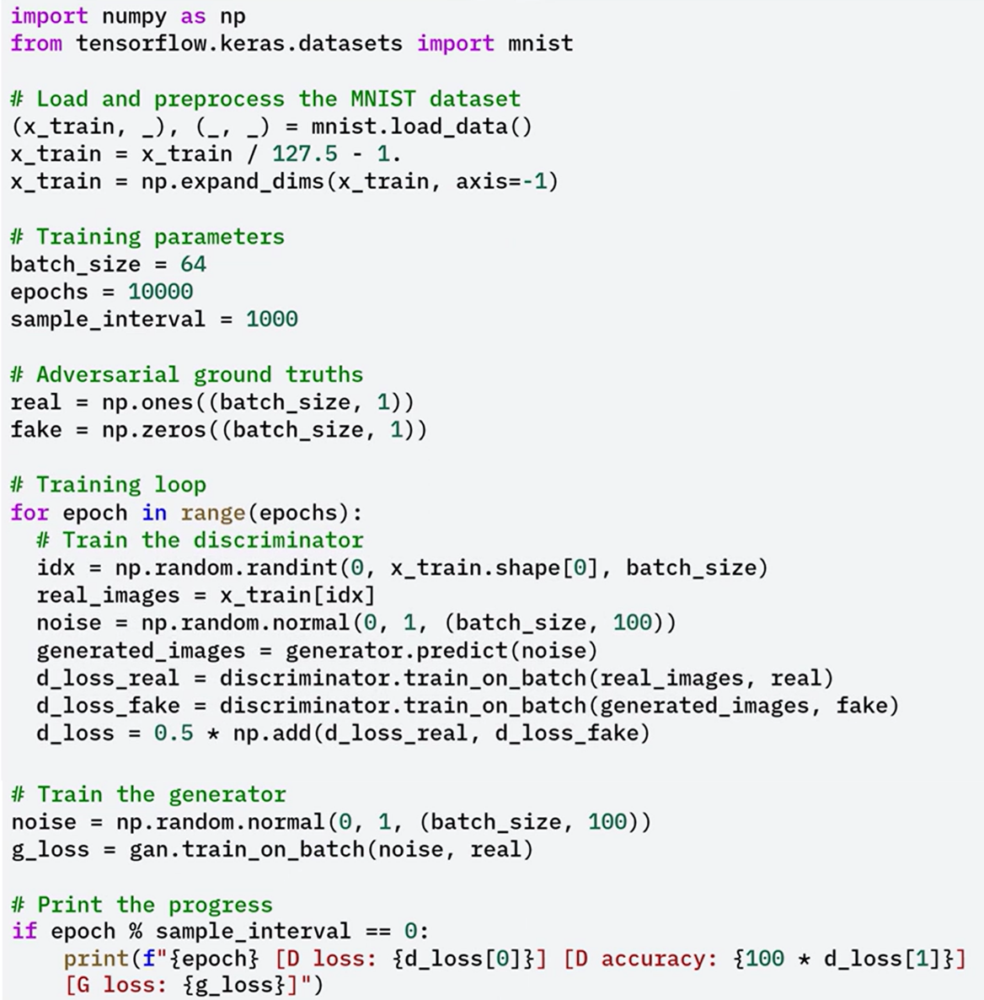 import numpy as np
from tensorflow.keras.datasets import mnist

# Load and preprocess the MNIST dataset
(x_train, _), (_, _) = mnist.load_data()
x_train = x_train / 127.5 - 1.
x_train = np.expand_dims(x_train, axis=-1)

# Training parameters
batch_size = 64
epochs = 10000
sample_interval = 1000

# Adversarial ground truths
real = np.ones((batch_size, 1))
fake = np.zeros((batch_size, 1))

# Training loop
for epoch in range(epochs):
  # Train the discriminator
  idx = np.random.randint(0, x_train.shape[0], batch_size)
  real_images = x_train[idx]
  noise = np.random.normal(0, 1, (batch_size, 100))
  generated_images = generator.predict(noise)
  d_loss_real = discriminator.train_on_batch(real_images, real)
  d_loss_fake = discriminator.train_on_batch(generated_images, fake)
  d_loss = 0.5 * np.add(d_loss_real, d_loss_fake)

# Train the generator
noise = np.random.normal(0, 1, (batch_size, 100))
g_loss = gan.train_on_batch(noise, real)

# Print the progress
if epoch % sample_interval == 0:
    print(f"{epoch} [D loss: {d_loss[0]}] [D accuracy: {100 * d_loss[1]}]
    [G loss: {g_loss}]")